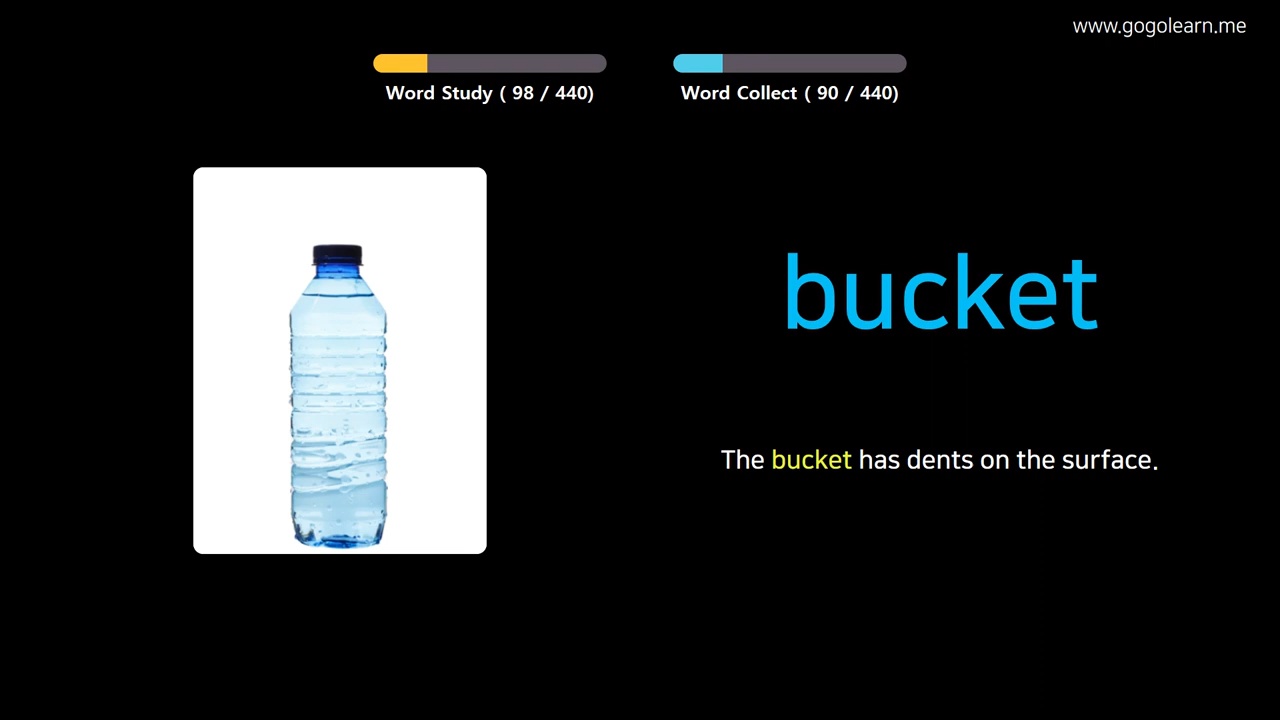 www.gogolearn.me
Word Study ( 98 / 440)
Word Collect ( 90 / 440)
bucket
The bucket has dents on the surface.